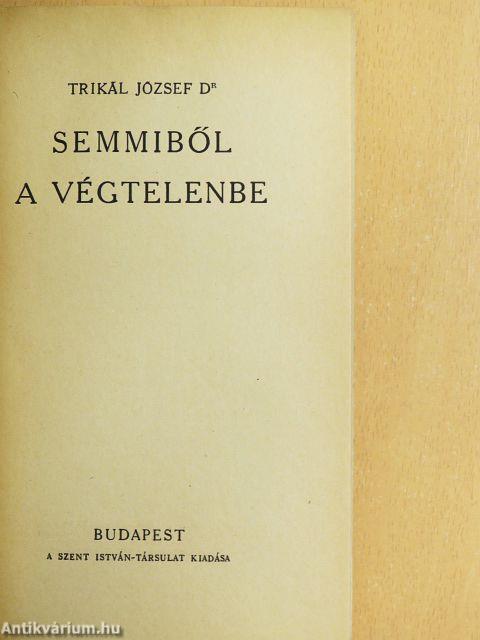 TRIKÁL JÓZSEF Dᴿ
SEMMIBŐL
A VÉGTELENBE
BUDAPEST
A SZENT ISTVÁN-TÁRSULAT KIADÁSA
Antikvárium.hu